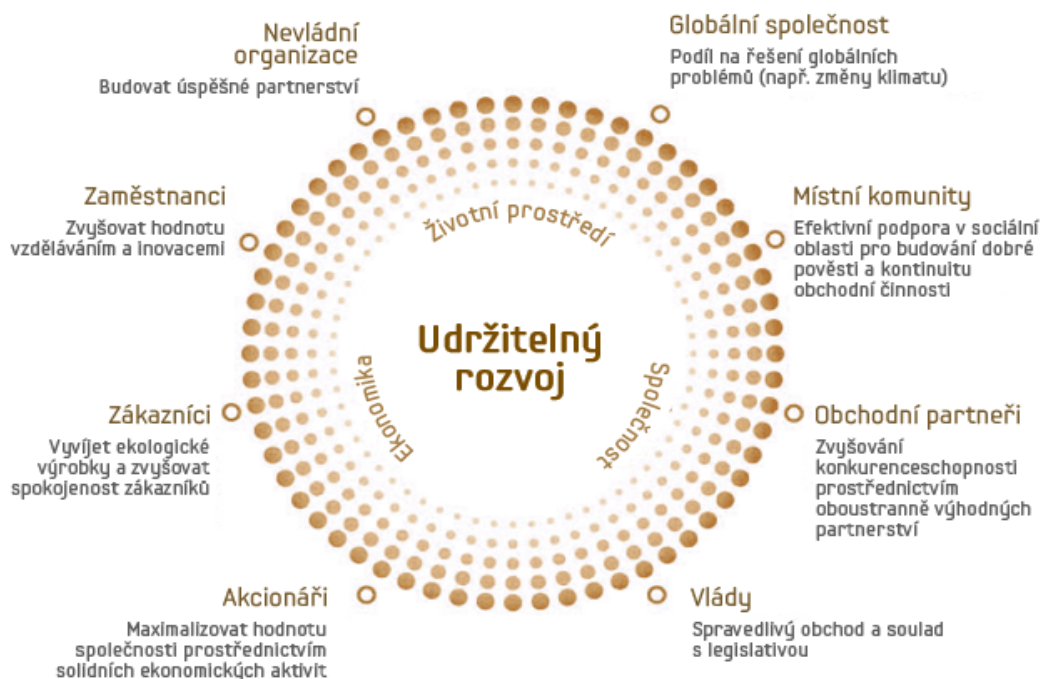 Nevládní
organizace
Budovat úspěšné partnerství
Globální společnost
Podíl na řešení globálních
problémů (např. změny klimatu)
Zaměstnanci
Zvyšovat hodnotu
vzděláváním a inovacemi
Místní komunity
Efektivní podpora v sociální
oblasti pro budování dobré
pověsti a kontinuitu
obchodní činnosti
Životní prostředí
Udržitelný
rozvoj
Ekonomika
Společnost
Zákazníci
Vyvíjet ekologické
výrobky a zvyšovat
spokojenost zákazníků
Obchodní partneři
Zvyšování
konkurenceschopnosti
prostřednictvím
oboustranně výhodných
partnerství
Akcionáři
Maximalizovat hodnotu
společnosti prostřednictvím
solidních ekonomických aktivit
Vlády
Spravedlivý obchod a soulad
s legislativou